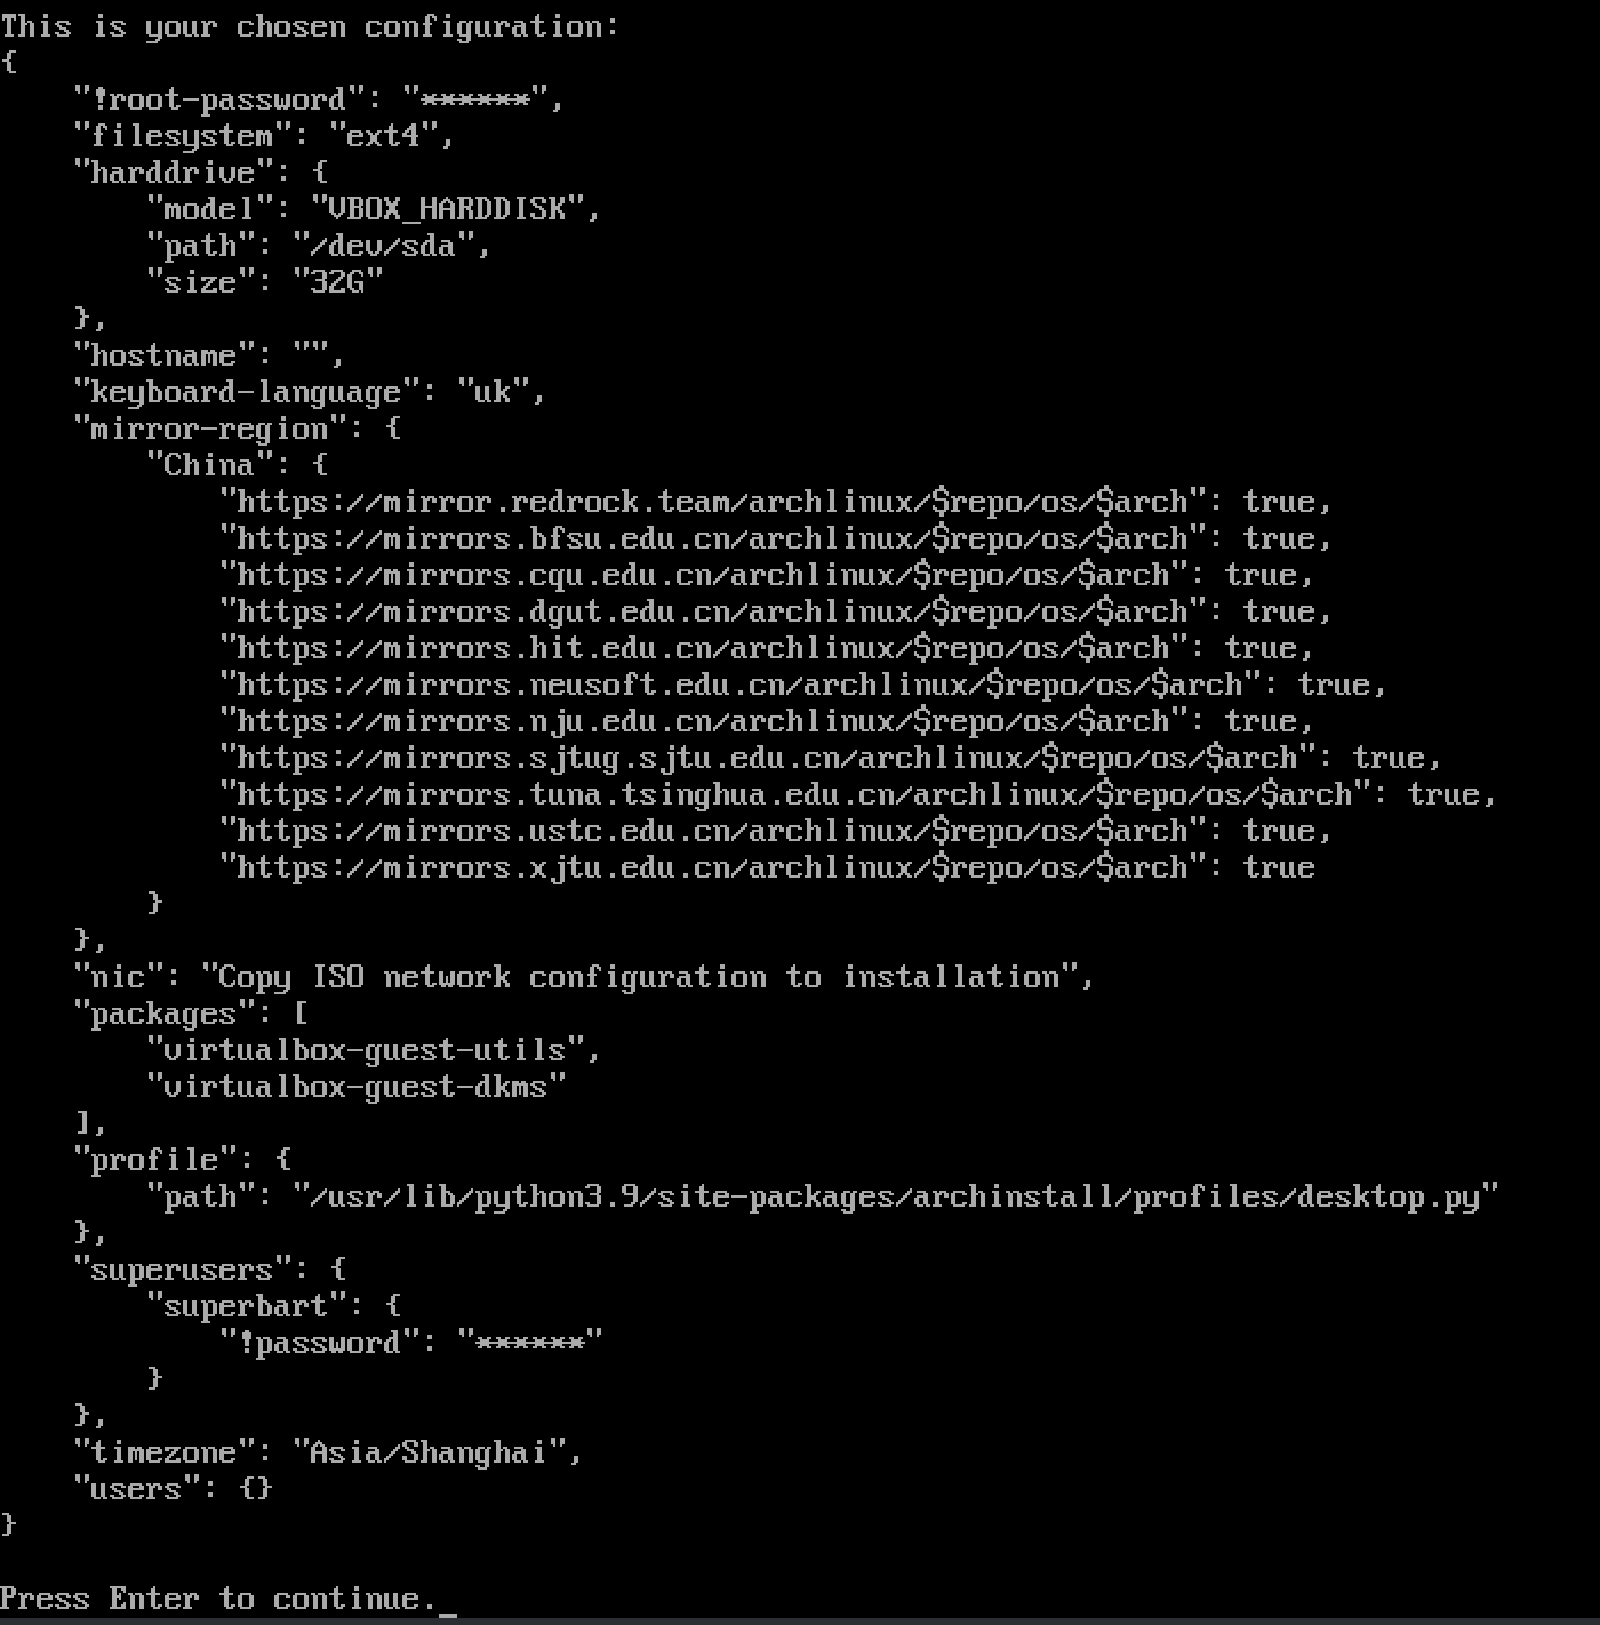 This is your chosen configuration:
{
    "!root-password": "******",
    "filesystem": "ext4",
    "harddrive": {
        "model": "VBOX_HARDDISK",
        "path": "/dev/sda",
        "size": "32G"
    },
    "hostname": "",
    "keyboard-language": "uk",
    "mirror-region": {
        "China": {
            "https://mirror.redrock.team/archlinux/$repo/os/$arch": true,
            "https://mirrors.bfsu.edu.cn/archlinux/$repo/os/$arch": true,
            "https://mirrors.cqu.edu.cn/archlinux/$repo/os/$arch": true,
            "https://mirrors.dgut.edu.cn/archlinux/$repo/os/$arch": true,
            "https://mirrors.hit.edu.cn/archlinux/$repo/os/$arch": true,
            "https://mirrors.neusoft.edu.cn/archlinux/$repo/os/$arch": true,
            "https://mirrors.nju.edu.cn/archlinux/$repo/os/$arch": true,
            "https://mirrors.sjtug.sjtu.edu.cn/archlinux/$repo/os/$arch": true,
            "https://mirrors.tuna.tsinghua.edu.cn/archlinux/$repo/os/$arch": true,
            "https://mirrors.ustc.edu.cn/archlinux/$repo/os/$arch": true,
            "https://mirrors.xjtu.edu.cn/archlinux/$repo/os/$arch": true
        }
    },
    "nic": "Copy ISO network configuration to installation",
    "packages": [
        "virtualbox-guest-utils",
        "virtualbox-guest-dkms"
    ],
    "profile": {
        "path": "/usr/lib/python3.9/site-packages/archinstall/profiles/desktop.py"
    },
    "superusers": {
        "superbart": {
            "!password": "******"
        }
    },
    "timezone": "Asia/Shanghai",
    "users": {}
}
Press Enter to continue._